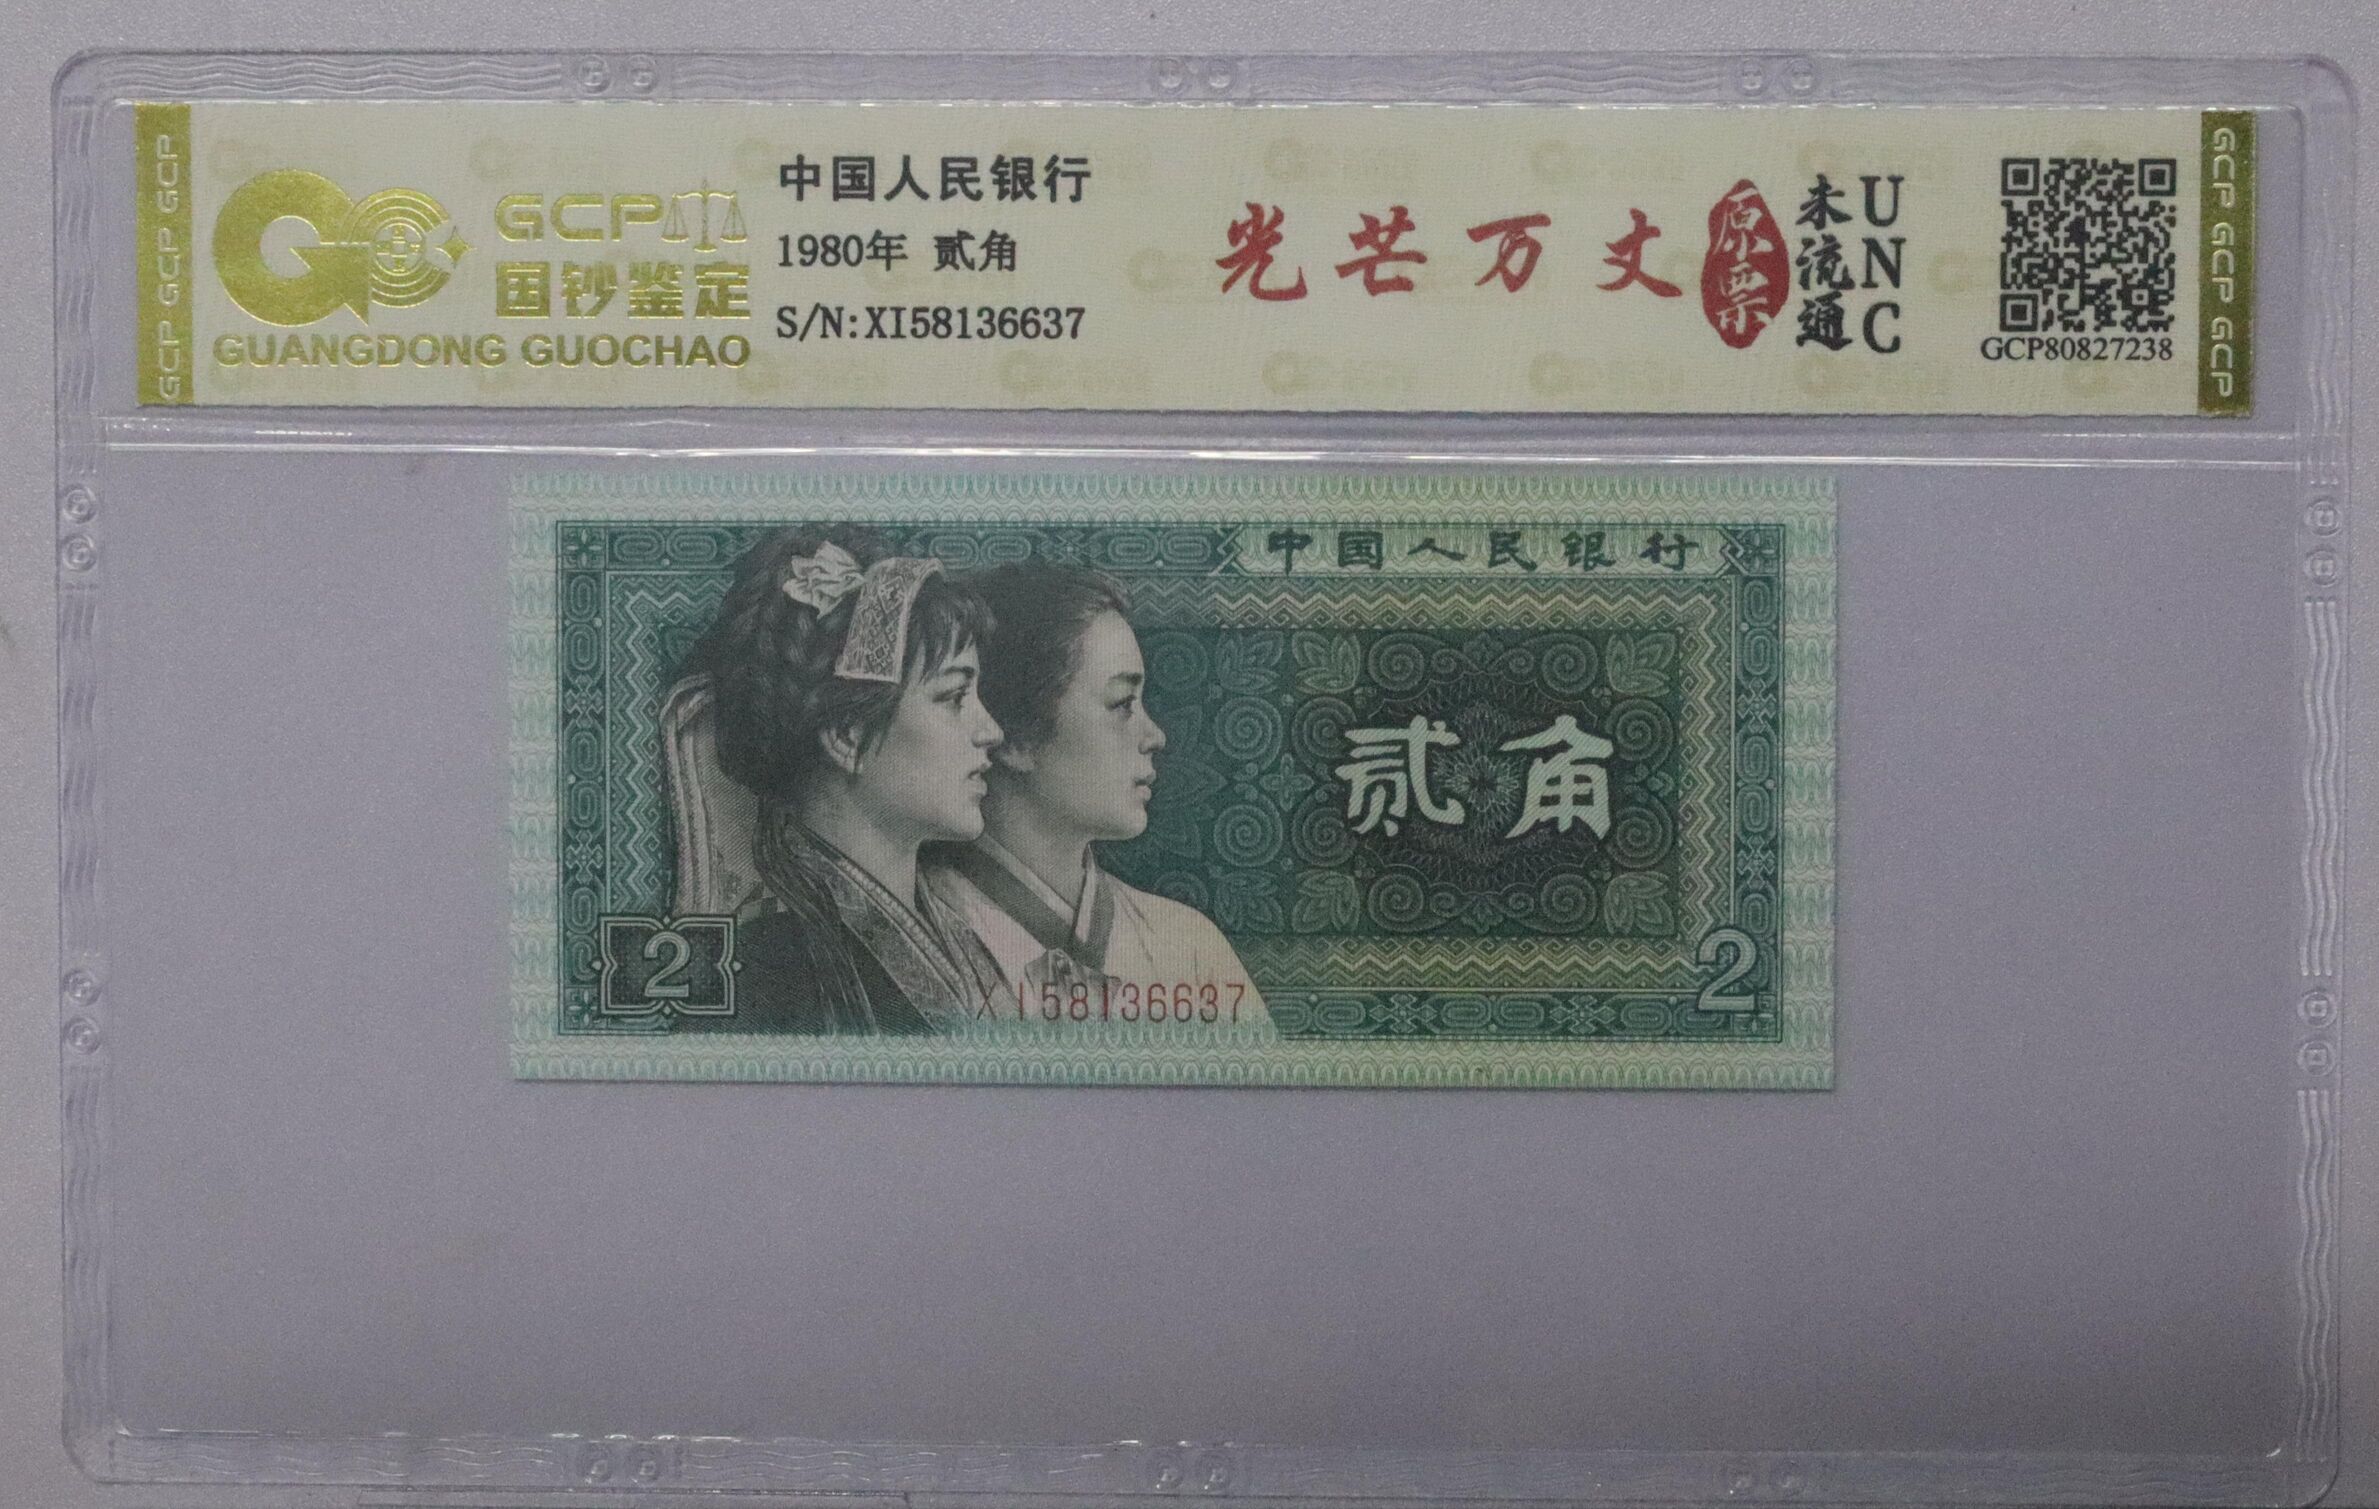 GCP GCP GCP
GCP
国钞鉴定
GUANGDONG GUOCHAO
中国人民银行
1980年 贰角
S/N:XI58136637
光芒万丈
原票
未流通
UNC
GCP80827238
GCP GCP GCP
中国人民银行
贰角
2
XI58136637
2